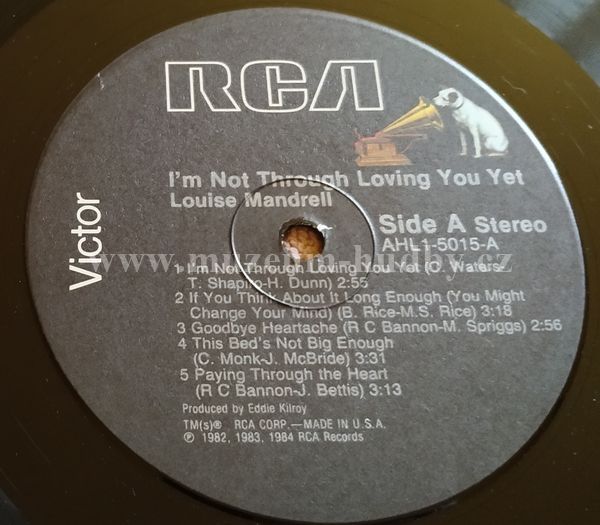 RCA
Victor
I'm Not Through Loving You Yet
Louise Mandrell
Side A Stereo
AHL1-5015-A
1 I'm Not Through Loving You Yet (C. Waters-
T. Shapiro-H. Dunn) 2:55
2 If You Think About It Long Enough (You Might
Change Your Mind) (B. Rice-M.S. Rice) 3:18
3 Goodbye Heartache (R C Bannon-M. Spriggs) 2:56
4 This Bed's Not Big Enough
(C. Monk-J. McBride) 3:31
5 Paying Through the Heart
(R C Bannon-J. Bettis) 3:13
Produced by Eddie Kilroy
TM(s)® RCA CORP.—MADE IN U.S.A.
℗ 1982, 1983, 1984 RCA Records
www.muzeum-hudby.cz